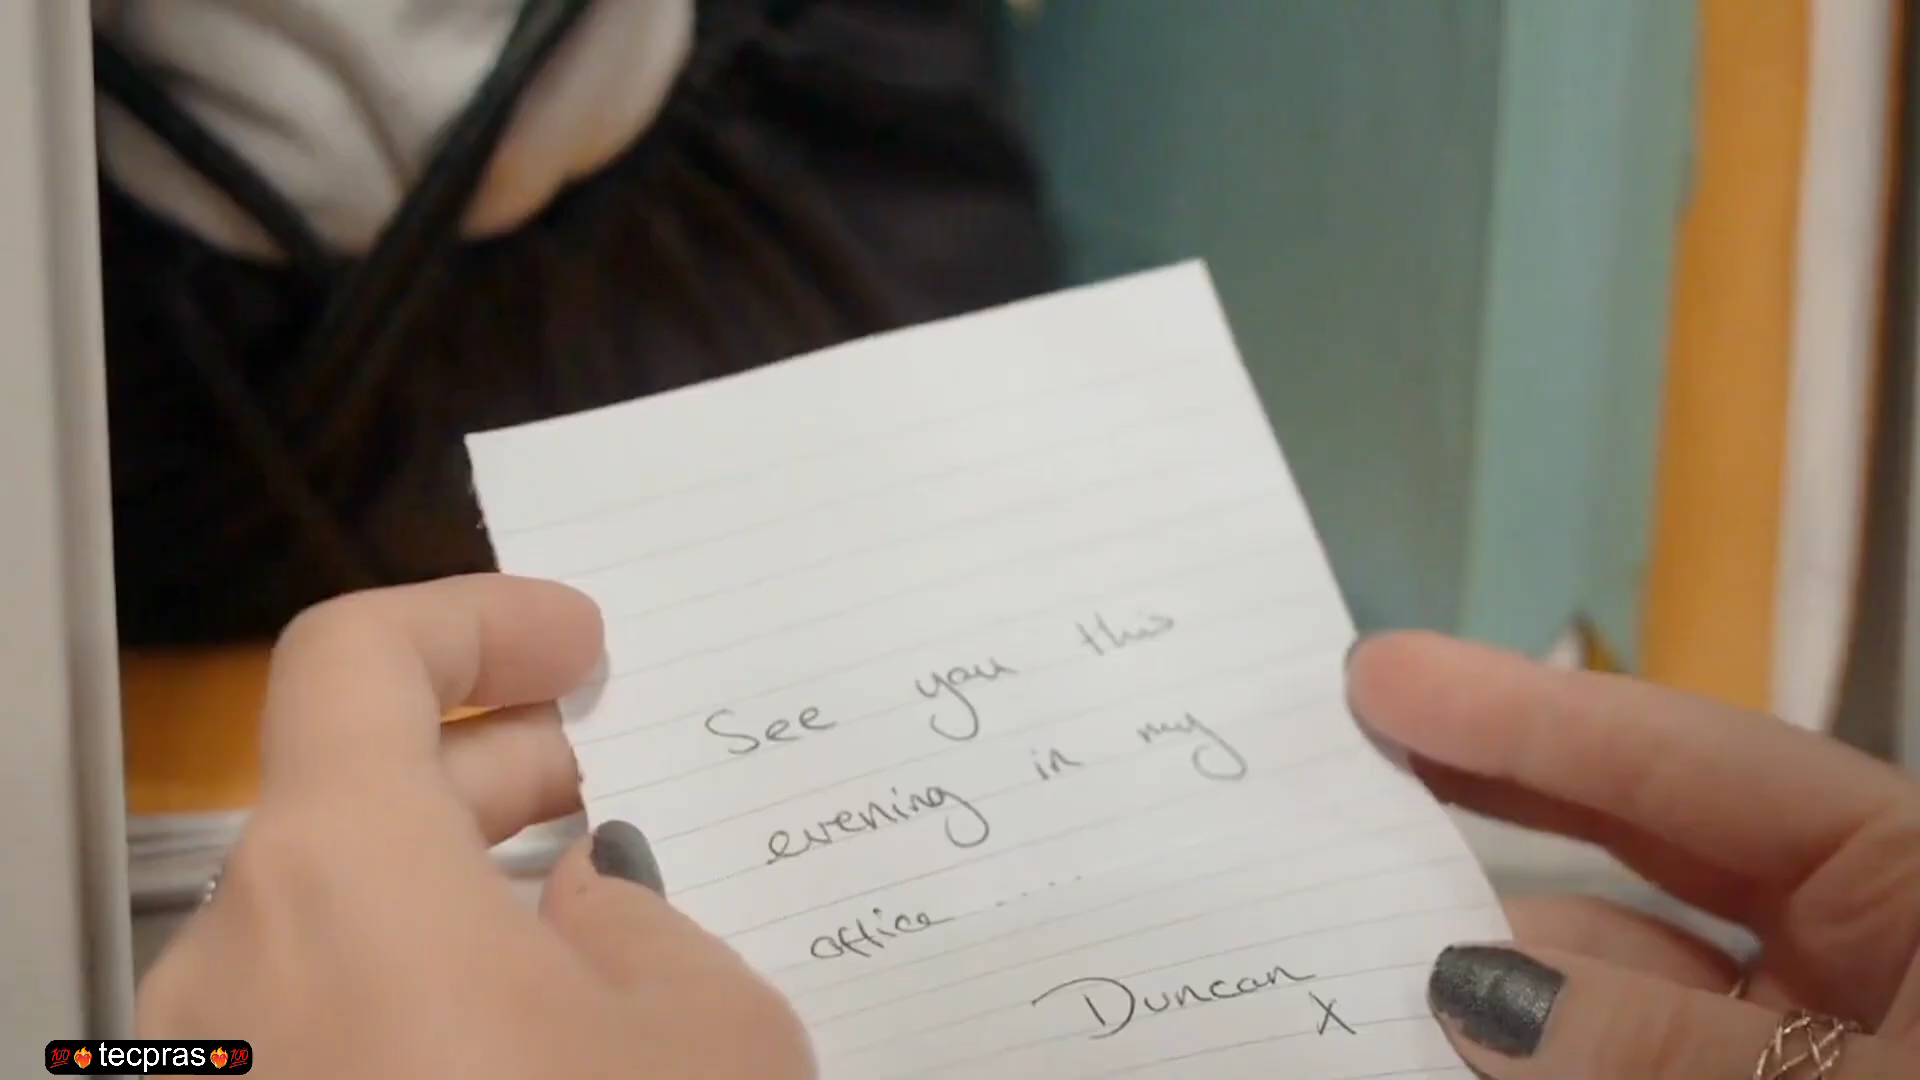 See you this
evening in my
office.....
Duncan
X
💯❤️‍🔥tecpras❤️‍🔥💯